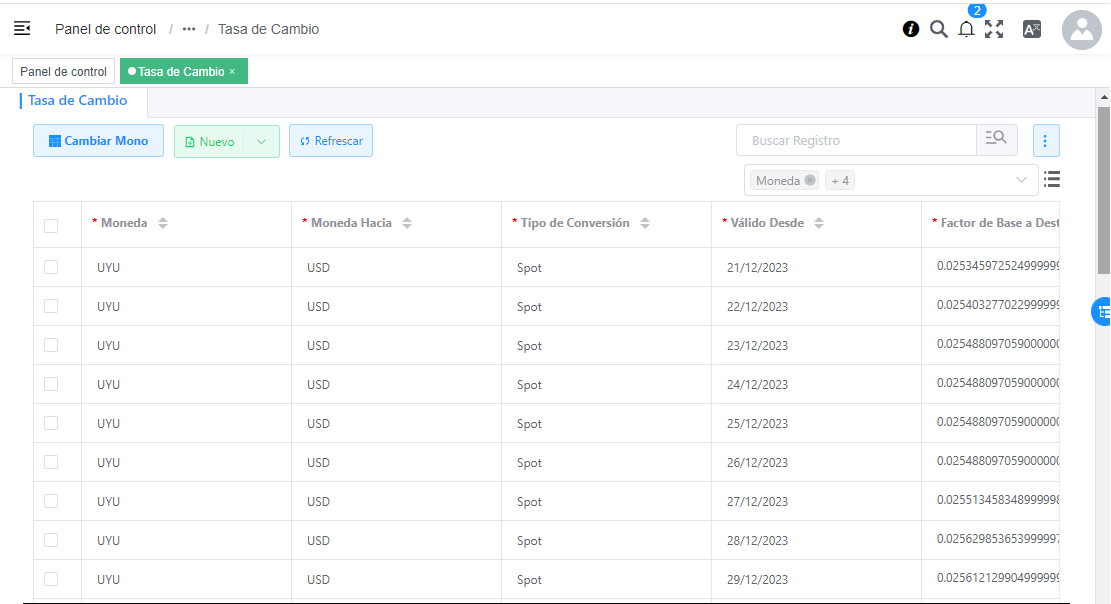 2
Panel de control / ••• / Tasa de Cambio
Panel de control Tasa de Cambio ×
Tasa de Cambio
Cambiar Mono Nuevo Refrescar Buscar Registro
Moneda + 4
* Moneda * Moneda Hacia * Tipo de Conversión * Válido Desde * Factor de Base a Dest
UYU USD Spot 21/12/2023 0.025345972524999999
UYU USD Spot 22/12/2023 0.025403277022999999
UYU USD Spot 23/12/2023 0.025488097059000000
UYU USD Spot 24/12/2023 0.025488097059000000
UYU USD Spot 25/12/2023 0.025488097059000000
UYU USD Spot 26/12/2023 0.025488097059000000
UYU USD Spot 27/12/2023 0.025513458348999998
UYU USD Spot 28/12/2023 0.025629853653999997
UYU USD Spot 29/12/2023 0.025612129904999999